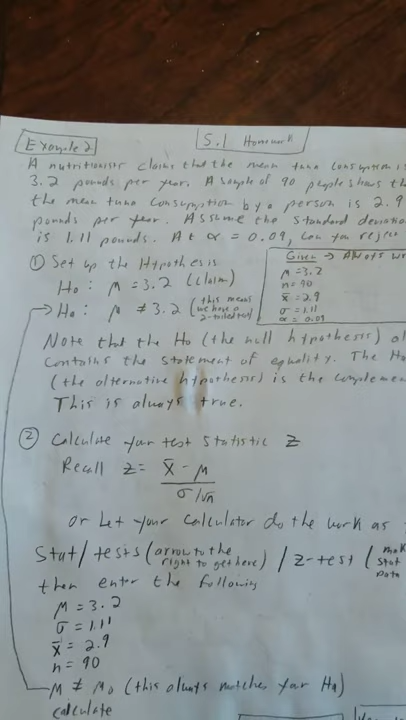 Example 2
5.1 Homework
A nutritionist claims that the mean tuna consumption is
3.2 pounds per year. A sample of 90 people shows th
the mean tuna consumption by a person is 2.9
pounds per year. Assume the standard deviation
is 1.11 pounds. At α = 0.09, can you reject
Given → Always wr
μ = 3.2
n = 90
x̄ = 2.9
σ = 1.11
α = 0.09
① Set up the Hypothesis
Ho: μ = 3.2 (claim)
Ha: μ ≠ 3.2 (this means we have a 2-tailed test)
Note that the Ho (the null hypothesis) al
contains the statement of equality. The Ha
(the alternative hypothesis) is the complemen
This is always true.
② Calculate your test statistic Z
Recall Z = x̄ - μ
σ/√n
or Let your calculator do the work as
Stat/tests (arrow to the right to get here) / Z-test (mak Stat Data
then enter the following
μ = 3.2
σ = 1.11
x̄ = 2.9
n = 90
μ ≠ μo (this always matches your Ha)
calculate